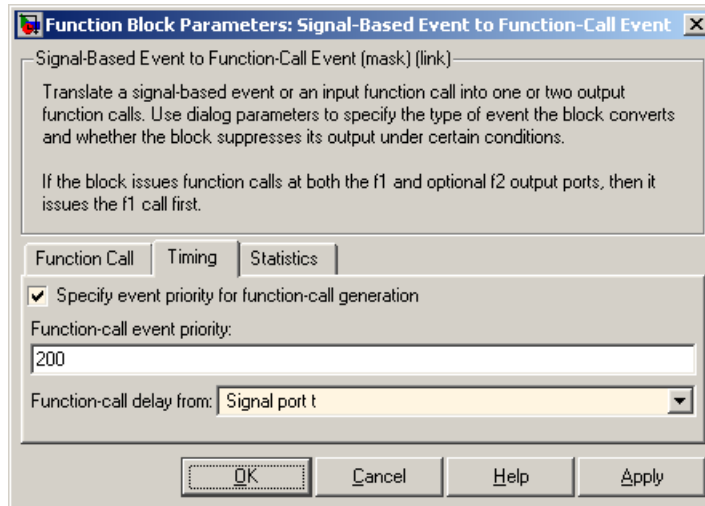 Function Block Parameters: Signal-Based Event to Function-Call Event
Signal-Based Event to Function-Call Event (mask) (link)
Translate a signal-based event or an input function call into one or two output
function calls. Use dialog parameters to specify the type of event the block converts
and whether the block suppresses its output under certain conditions.
If the block issues function calls at both the f1 and optional f2 output ports, then it
issues the f1 call first.
Function Call Timing Statistics
Specify event priority for function-call generation
Function-call event priority:
200
Function-call delay from: Signal port t
OK Cancel Help Apply